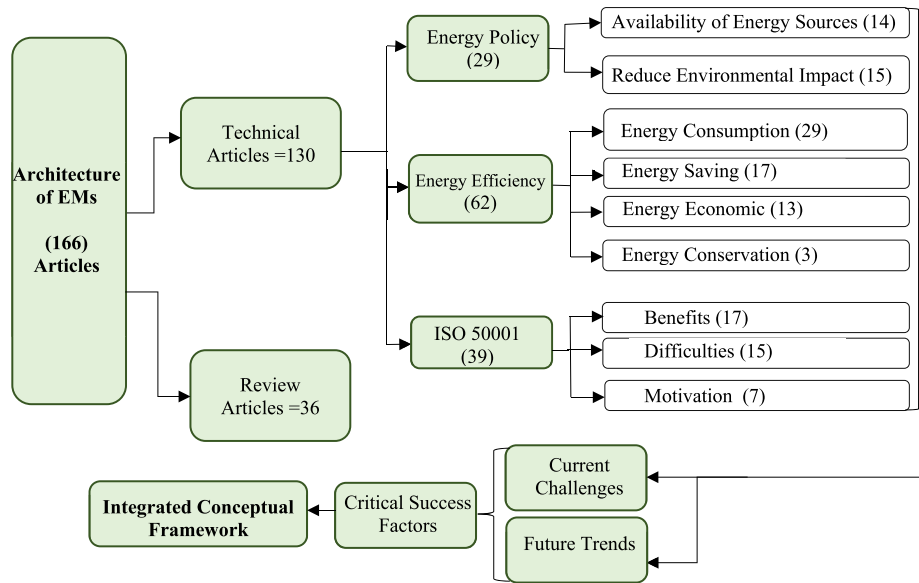 Architecture
of EMs
(166)
Articles
Technical
Articles =130
Review
Articles =36
Energy Policy
(29)
Energy Efficiency
(62)
ISO 50001
(39)
Availability of Energy Sources (14)
Reduce Environmental Impact (15)
Energy Consumption (29)
Energy Saving (17)
Energy Economic (13)
Energy Conservation (3)
Benefits (17)
Difficulties (15)
Motivation (7)
Current
Challenges
Future Trends
Critical Success
Factors
Integrated Conceptual
Framework